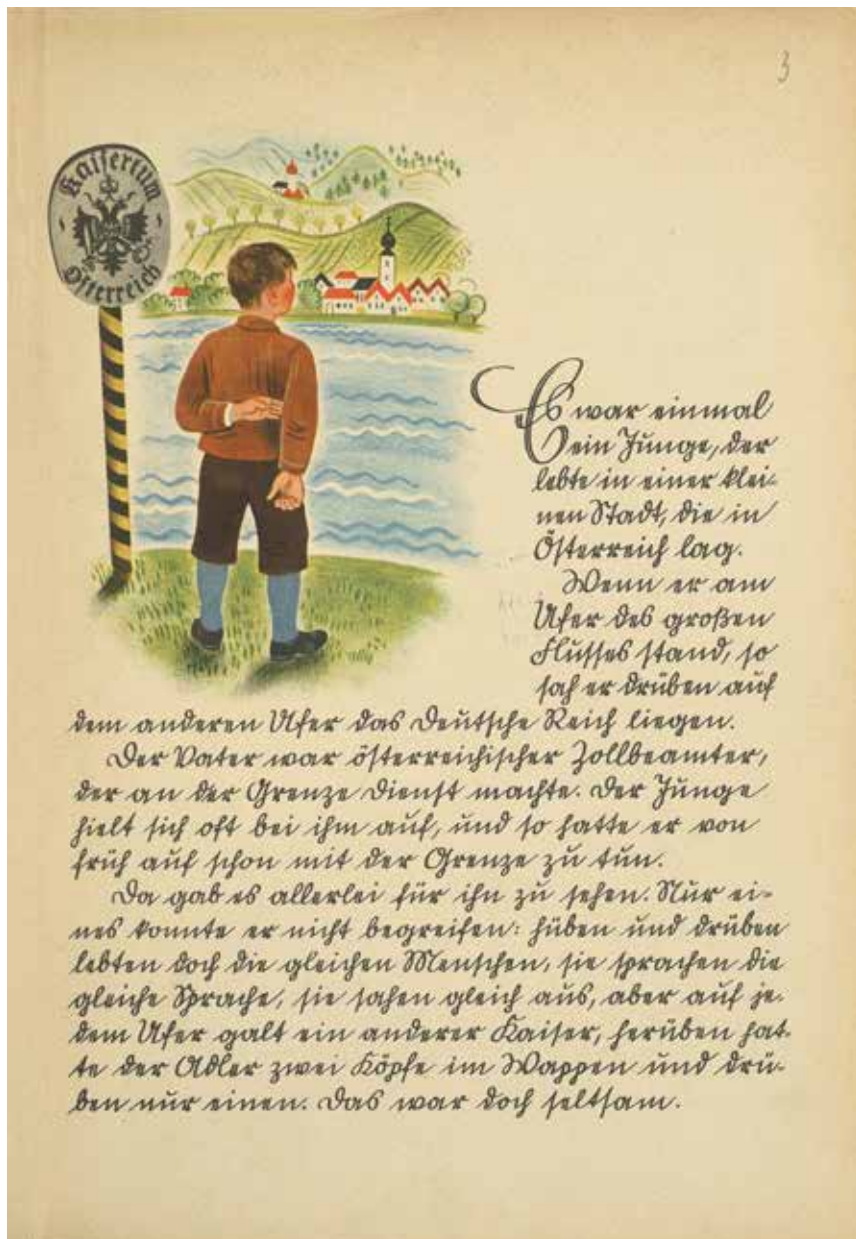 3
Kaisertum
Österreich
Es war einmal
ein Junge, der
lebte in einer klei-
nen Stadt, die in
Österreich lag.
Wenn er am
Ufer des großen
Flusses stand, so
sah er drüben auf
dem anderen Ufer das Deutsche Reich liegen.
Der Vater war österreichischer Zollbeamter,
der an der Grenze Dienst machte. Der Junge
hielt sich oft bei ihm auf, und so hatte er von
früh auf schon mit der Grenze zu tun.
Da gab es allerlei für ihn zu sehen. Nur ei-
nes konnte er nicht begreifen: hüben und drüben
lebten doch die gleichen Menschen, sie sprachen die
gleiche Sprache, sie sahen gleich aus, aber auf je-
dem Ufer galt ein anderer Kaiser, herüben hat-
te der Adler zwei Köpfe im Wappen und drü-
ben nur einen. Das war doch seltsam.